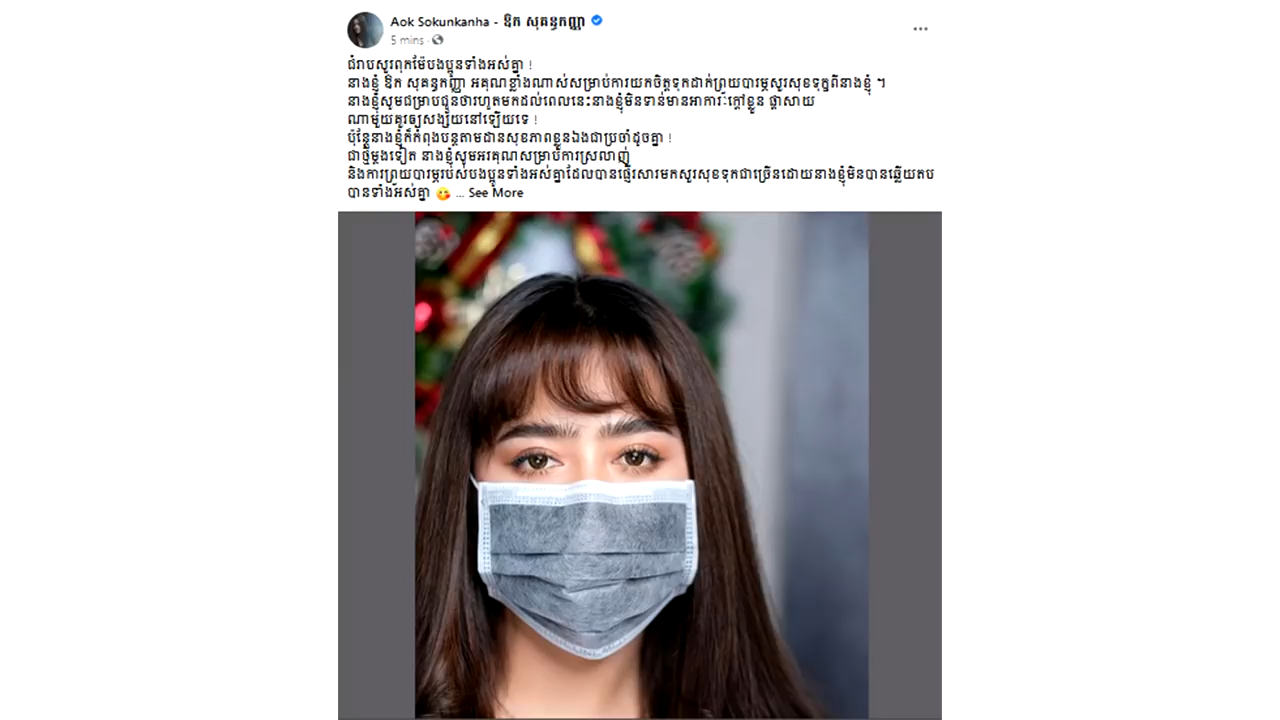 Aok Sokunkanha - ឱក សុគន្ធកញ្ញា
5 mins ·
ជំរាបសួរពុកម៉ែបងប្អូនទាំងអស់គ្នា !
នាងខ្ញុំ ឱក សុគន្ធកញ្ញា អគុណខ្លាំងណាស់សម្រាប់ការយកចិត្តទុកដាក់ព្រួយបារម្ភសួរសុខទុក្ខពីនាងខ្ញុំ ។
នាងខ្ញុំសូមជម្រាបជូនថារហូតមកដល់ពេលនេះនាងខ្ញុំមិនទាន់មានអាការៈក្តៅខ្លួន ផ្តាសាយ
ណាមួយគួរឲ្យសង្ស័យនៅឡើយទេ !
ប៉ុន្តែនាងខ្ញុំក៏កំពុងបន្តតាមដានសុខភាពខ្លួនឯងជាប្រចាំដូចគ្នា !
ជាថ្មីម្តងទៀត នាងខ្ញុំសូមអរគុណសម្រាប់ការស្រលាញ់
និងការព្រួយបារម្ភរបស់បងប្អូនទាំងអស់គ្នាដែលបានផ្ញើរសារមកសួរសុខទុកជាច្រើនដោយនាងខ្ញុំមិនបានឆ្លើយតប
បានទាំងអស់គ្នា 😋 ... See More